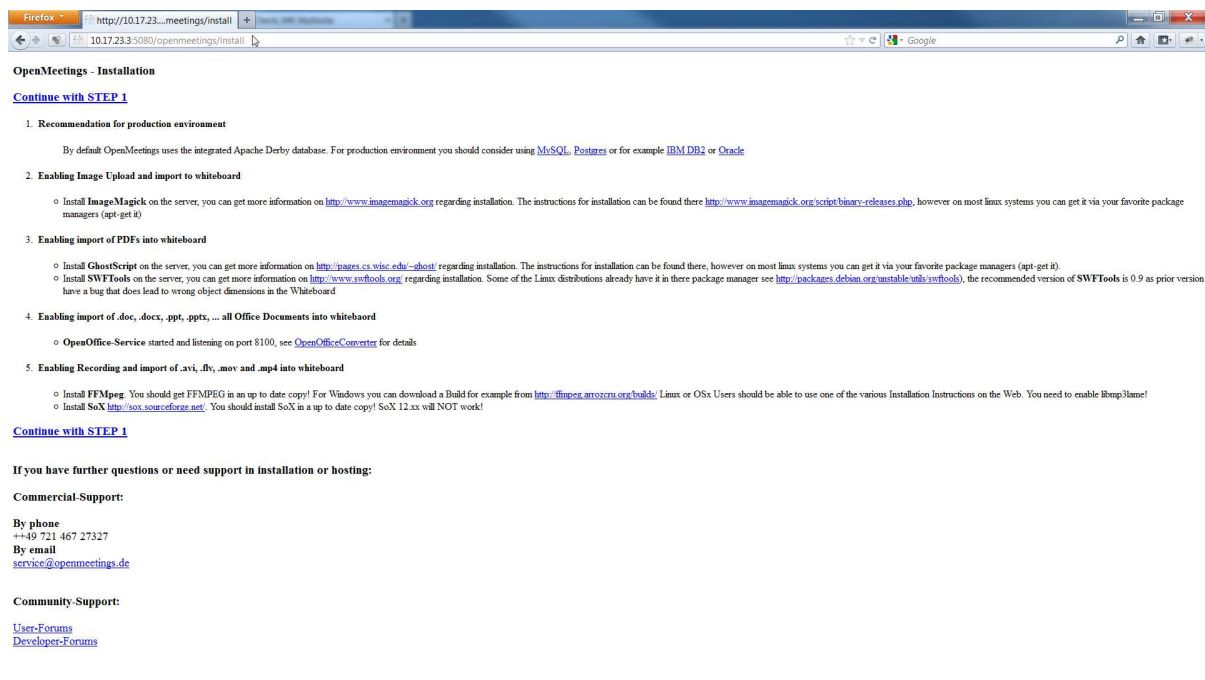 Firefox
http://10.17.23....meetings/install
10.17.23.3:5080/openmeetings/install
Google
OpenMeetings - Installation
Continue with STEP 1
1. Recommendation for production environment
By default OpenMeetings uses the integrated Apache Derby database. For production environment you should consider using MySQL, Postgres or for example IBM DB2 or Oracle
2. Enabling Image Upload and import to whiteboard
Install ImageMagick on the server, you can get more information on http://www.imagemagick.org regarding installation. The instructions for installation can be found there http://www.imagemagick.org/script/binary-releases.php, however on most linux systems you can get it via your favorite package
managers (apt-get it)
3. Enabling import of PDFs into whiteboard
Install GhostScript on the server, you can get more information on http://pages.cs.wisc.edu/~ghost/ regarding installation. The instructions for installation can be found there, however on most linux systems you can get it via your favorite package managers (apt-get it).
Install SWFTools on the server, you can get more information on http://www.swftools.org/ regarding installation. Some of the Linux distributions already have it in there package manager see http://packages.debian.org/unstable/utils/swftools), the recommended version of SWFTools is 0.9 as prior version
have a bug that does lead to wrong object dimensions in the Whiteboard
4. Enabling import of .doc, .docx, .ppt, .pptx, ... all Office Documents into whitebaord
OpenOffice-Service started and listening on port 8100, see OpenOfficeConverter for details
5. Enabling Recording and import of .avi, .flv, .mov and .mp4 into whiteboard
Install FFMpeg. You should get FFMPEG in an up to date copy! For Windows you can download a Build for example from http://ffmpeg.arrozcru.org/builds/ Linux or OSx Users should be able to use one of the various Installation Instructions on the Web. You need to enable libmp3lame!
Install SoX http://sox.sourceforge.net/. You should install SoX in a up to date copy! SoX 12.xx will NOT work!
Continue with STEP 1
If you have further questions or need support in installation or hosting:
Commercial-Support:
By phone
++49 721 467 27327
By email
service@openmeetings.de
Community-Support:
User-Forums
Developer-Forums